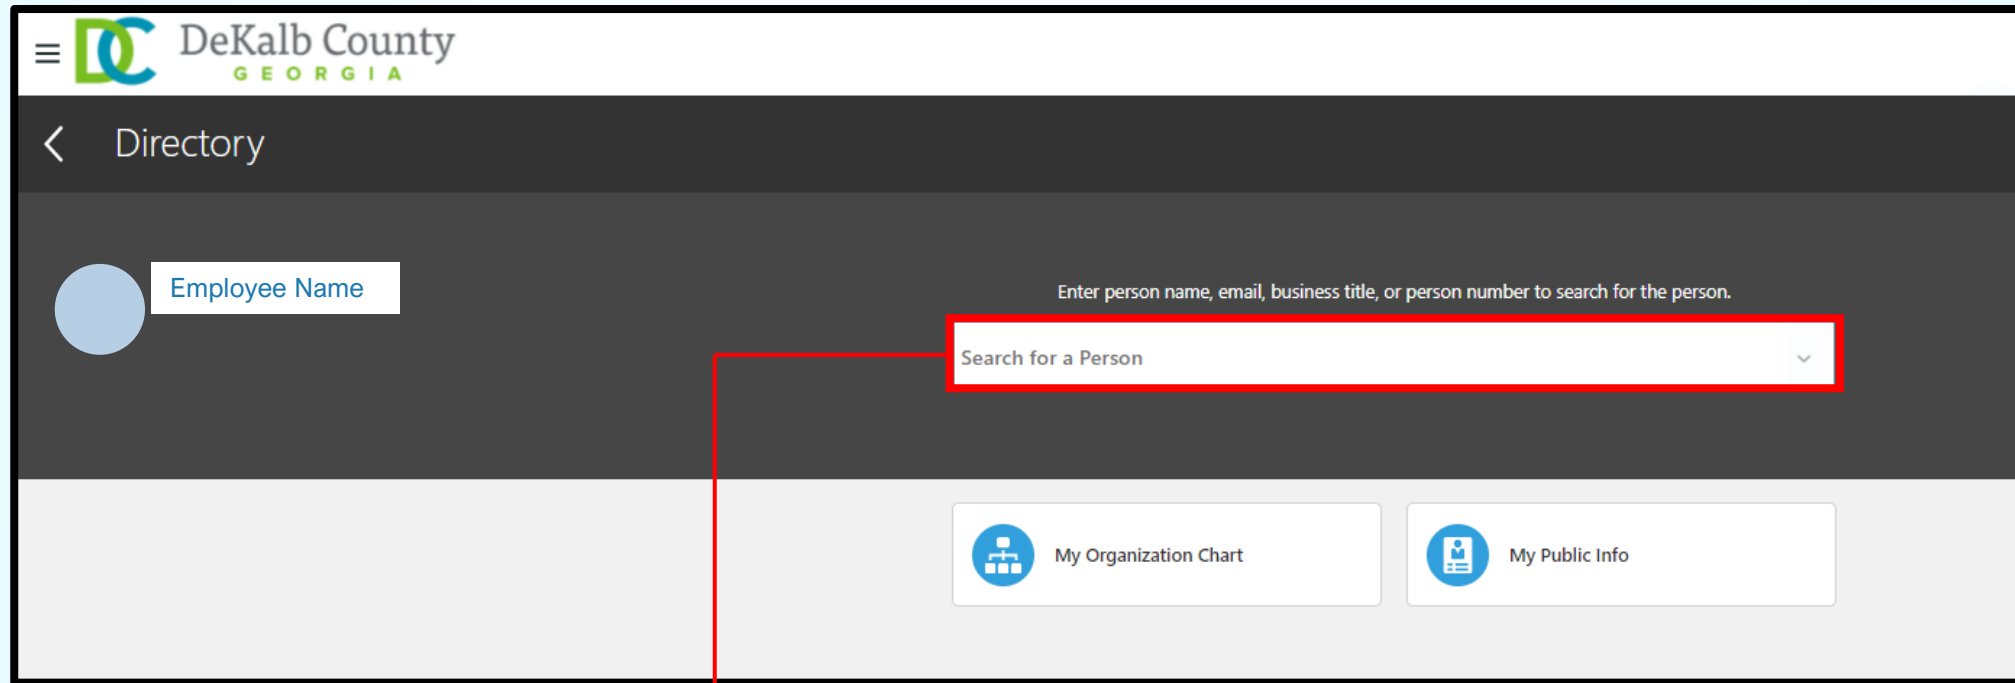 DeKalb County
GEORGIA
Directory
Employee Name
Enter person name, email, business title, or person number to search for the person.
Search for a Person
My Organization Chart
My Public Info